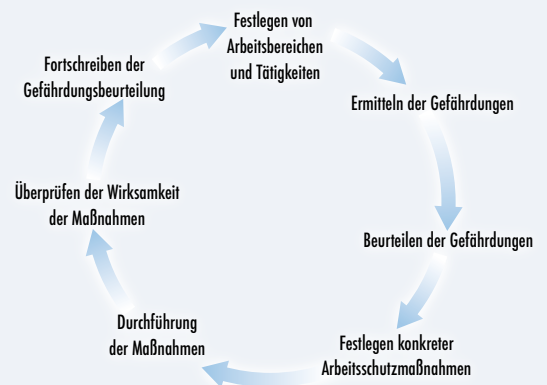 Festlegen von
Arbeitsbereichen
und Tätigkeiten
Ermitteln der Gefährdungen
Beurteilen der Gefährdungen
Festlegen konkreter
Arbeitsschutzmaßnahmen
Durchführung
der Maßnahmen
Überprüfen der Wirksamkeit
der Maßnahmen
Fortschreiben der
Gefährdungsbeurteilung